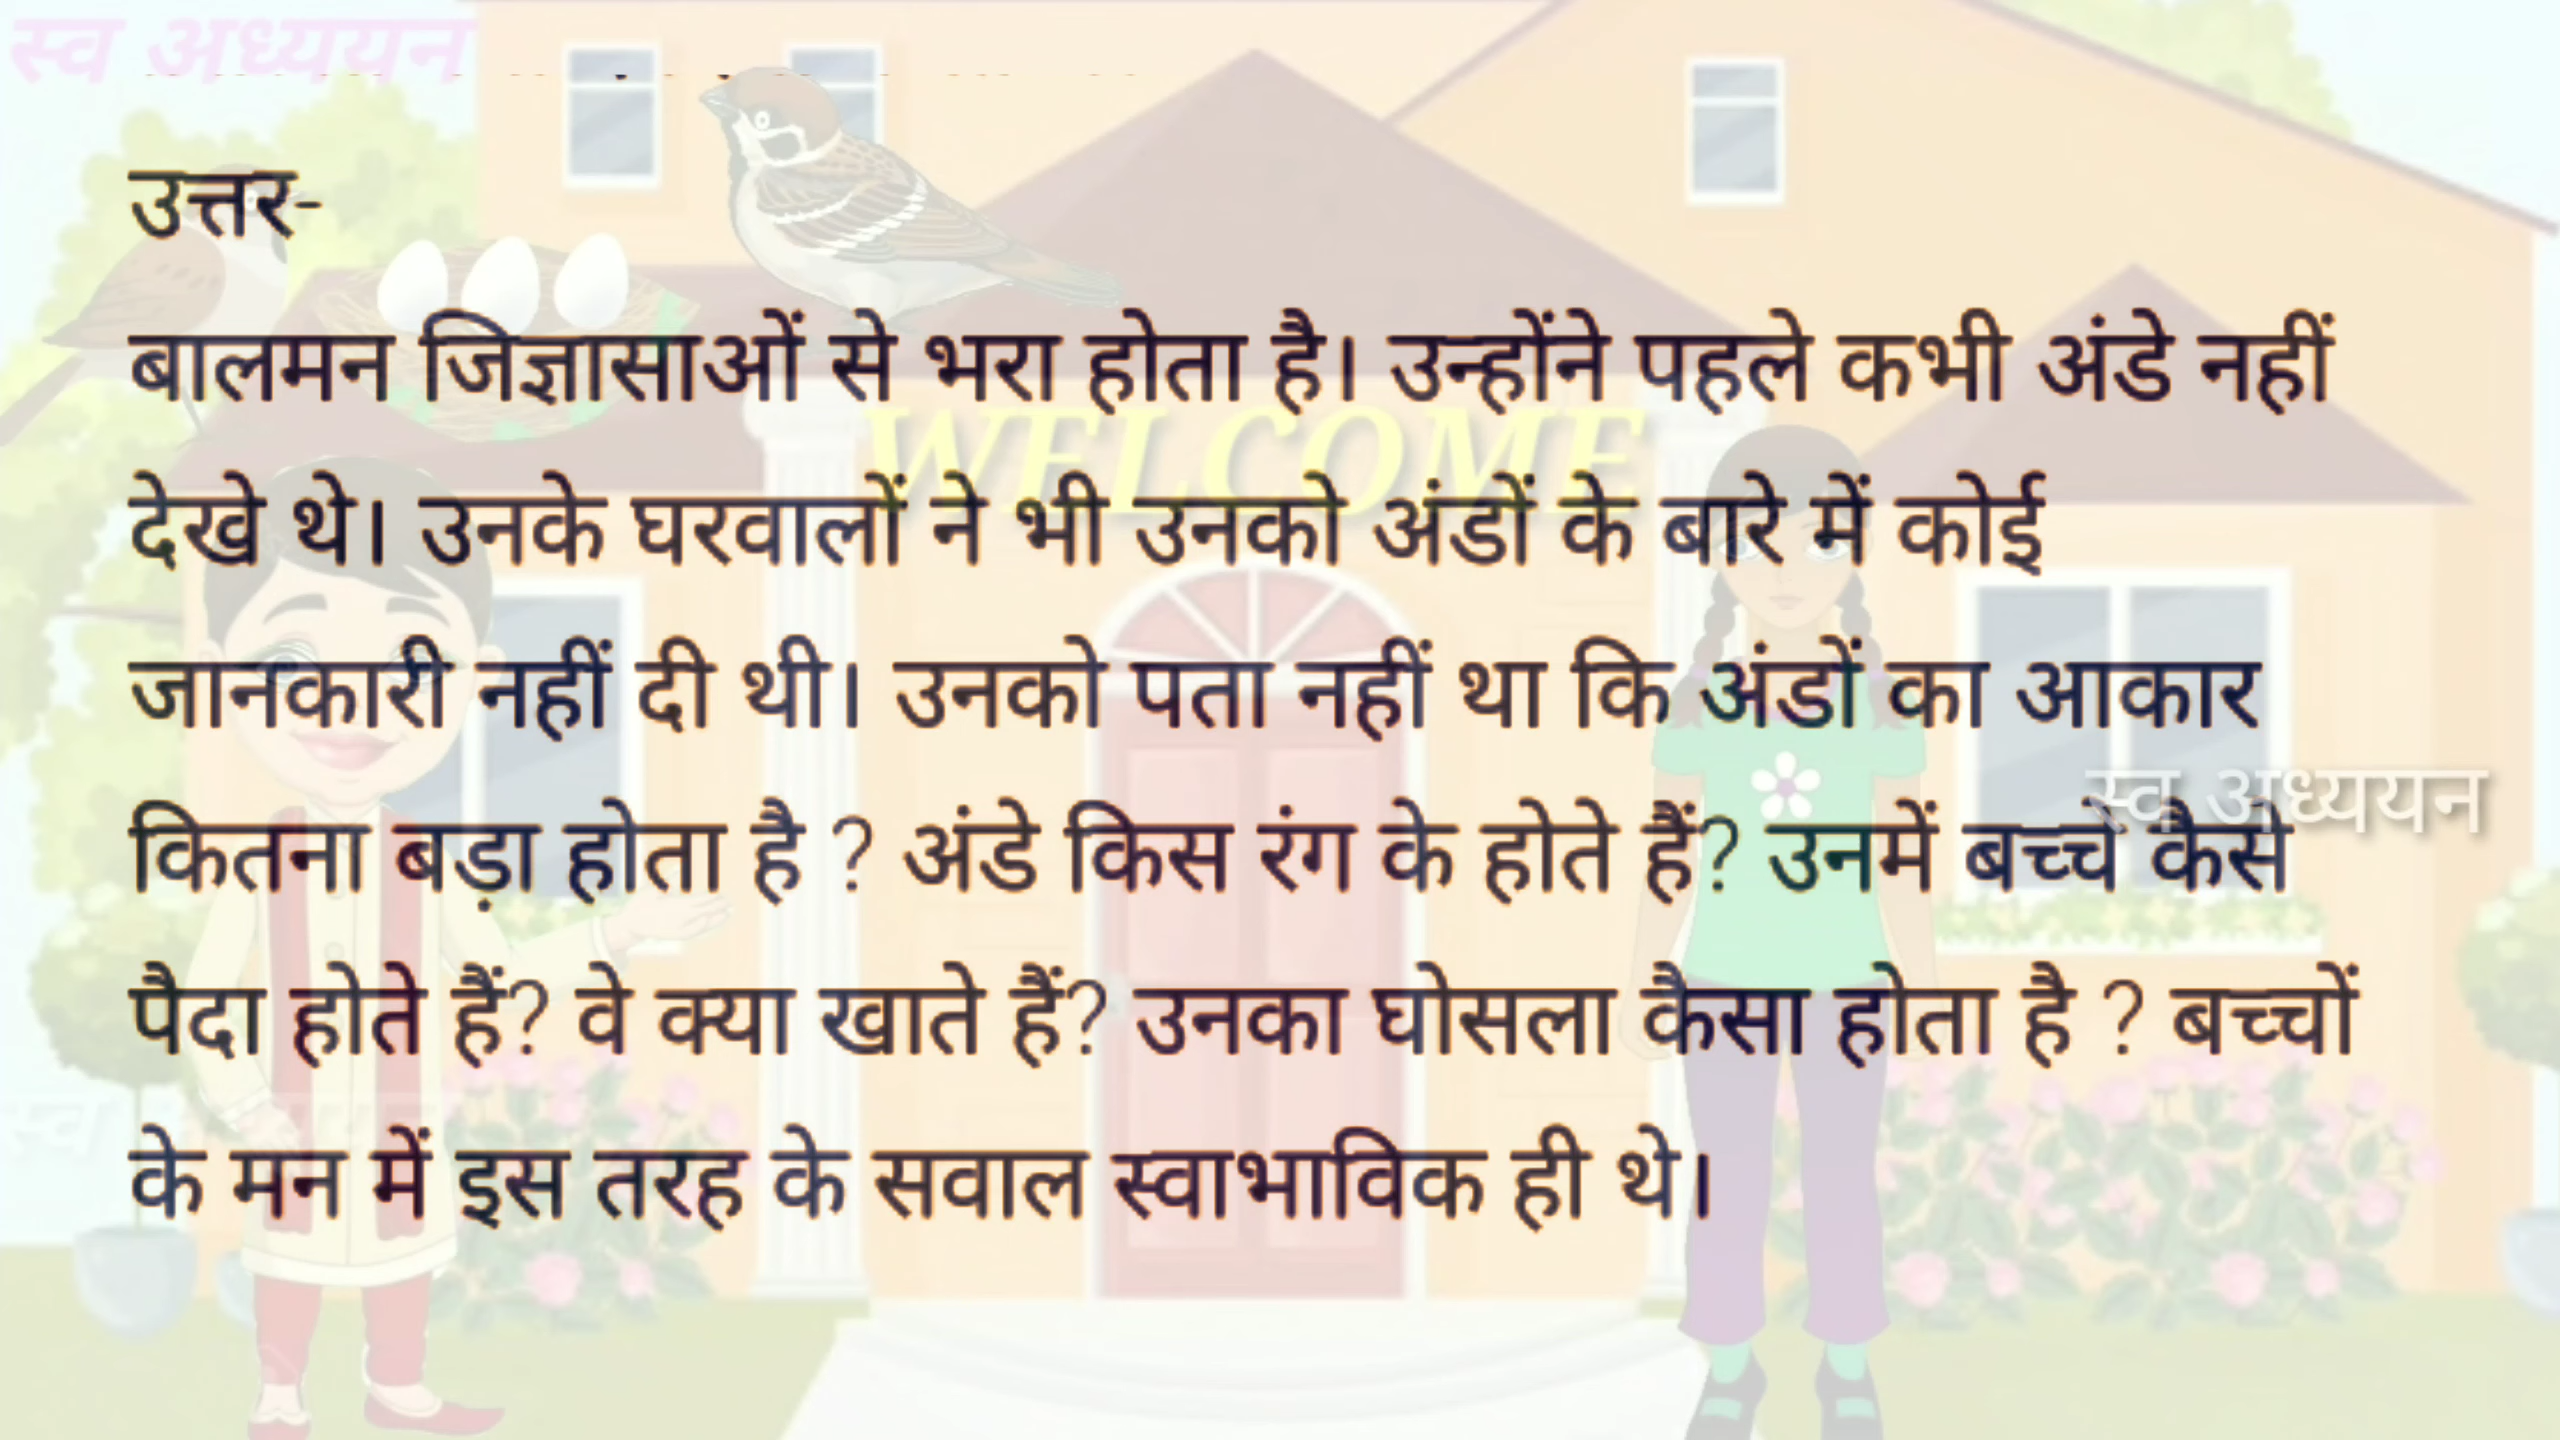 स्व अध्ययन
उत्तर-
बालमन जिज्ञासाओं से भरा होता है। उन्होंने पहले कभी अंडे नहीं
WELCOME
देखे थे। उनके घरवालों ने भी उनको अंडों के बारे में कोई
जानकारी नहीं दी थी। उनको पता नहीं था कि अंडों का आकार
स्व अध्ययन
कितना बड़ा होता है ? अंडे किस रंग के होते हैं? उनमें बच्चे कैसे
पैदा होते हैं? वे क्या खाते हैं? उनका घोसला कैसा होता है ? बच्चों
स्व
के मन में इस तरह के सवाल स्वाभाविक ही थे।